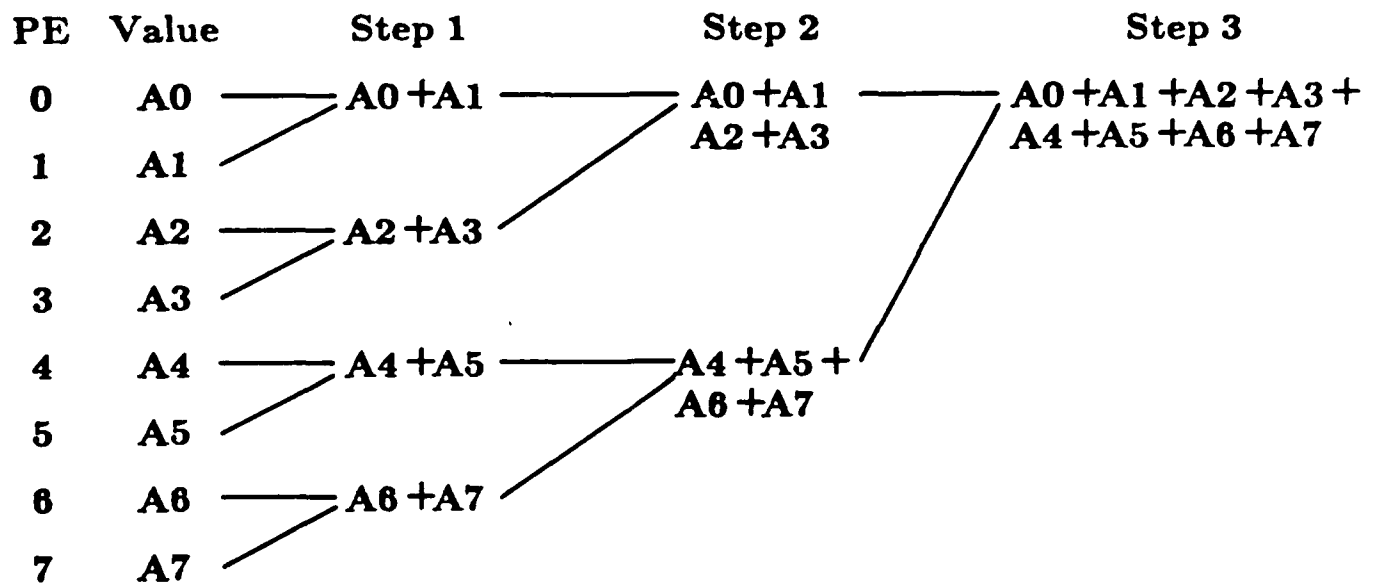 PE Value Step 1 Step 2 Step 3
0 A0 A0 +A1 A0 +A1 A0 +A1 +A2 +A3 +
A2 +A3 A4 +A5 +A6 +A7
1 A1
2 A2 A2 +A3
3 A3
4 A4 A4 +A5 A4 +A5 +
A6 +A7
5 A5
6 A6 A6 +A7
7 A7